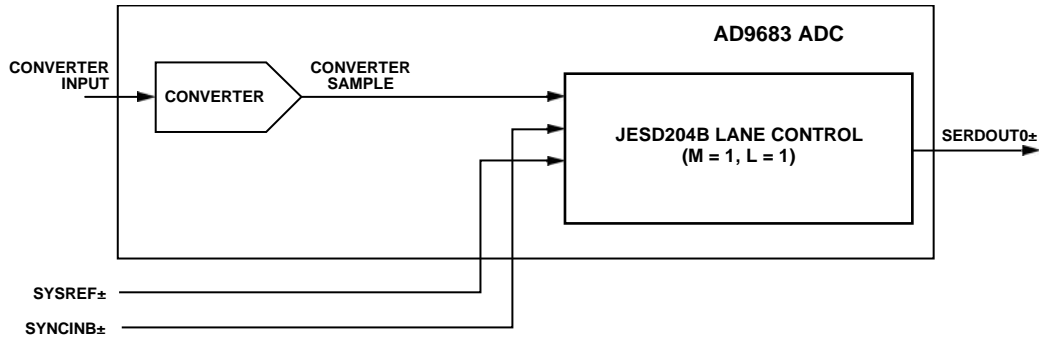 AD9683 ADC
CONVERTER
INPUT
CONVERTER
CONVERTER
SAMPLE
JESD204B LANE CONTROL
(M = 1, L = 1)
SERDOUT0±
SYSREF±
SYNCINB±